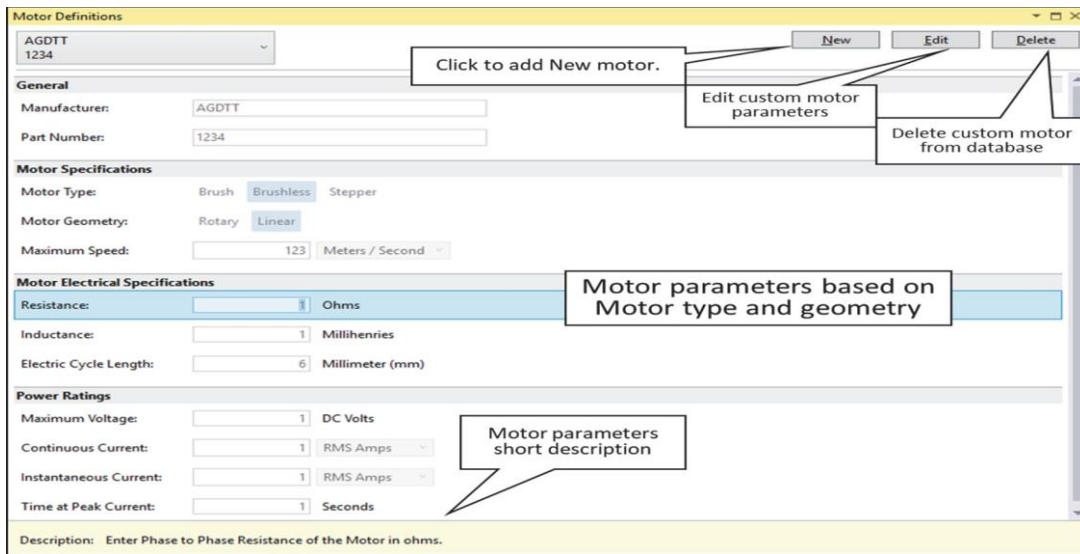 Motor Definitions
AGDTT
1234
New Edit Delete
Click to add New motor.
Edit custom motor
parameters
Delete custom motor
from database
General
Manufacturer: AGDTT
Part Number: 1234
Motor Specifications
Motor Type: Brush Brushless Stepper
Motor Geometry: Rotary Linear
Maximum Speed: 123 Meters / Second
Motor Electrical Specifications
Motor parameters based on
Motor type and geometry
Resistance: 1 Ohms
Inductance: 1 Millihenries
Electric Cycle Length: 6 Millimeter (mm)
Power Ratings
Maximum Voltage: 1 DC Volts
Continuous Current: 1 RMS Amps
Instantaneous Current: 1 RMS Amps
Time at Peak Current: 1 Seconds
Motor parameters
short description
Description: Enter Phase to Phase Resistance of the Motor in ohms.